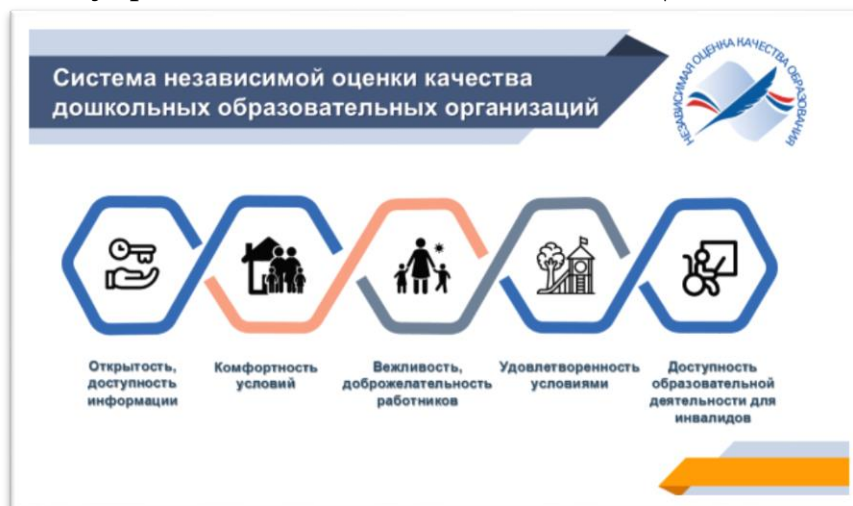 Система независимой оценки качества
дошкольных образовательных организаций
НЕЗАВИСИМАЯ ОЦЕНКА КАЧЕСТВА ОБРАЗОВАНИЯ
Открытость,
доступность
информации
Комфортность
условий
Вежливость,
доброжелательность
работников
Удовлетворенность
условиями
Доступность
образовательной
деятельности для
инвалидов